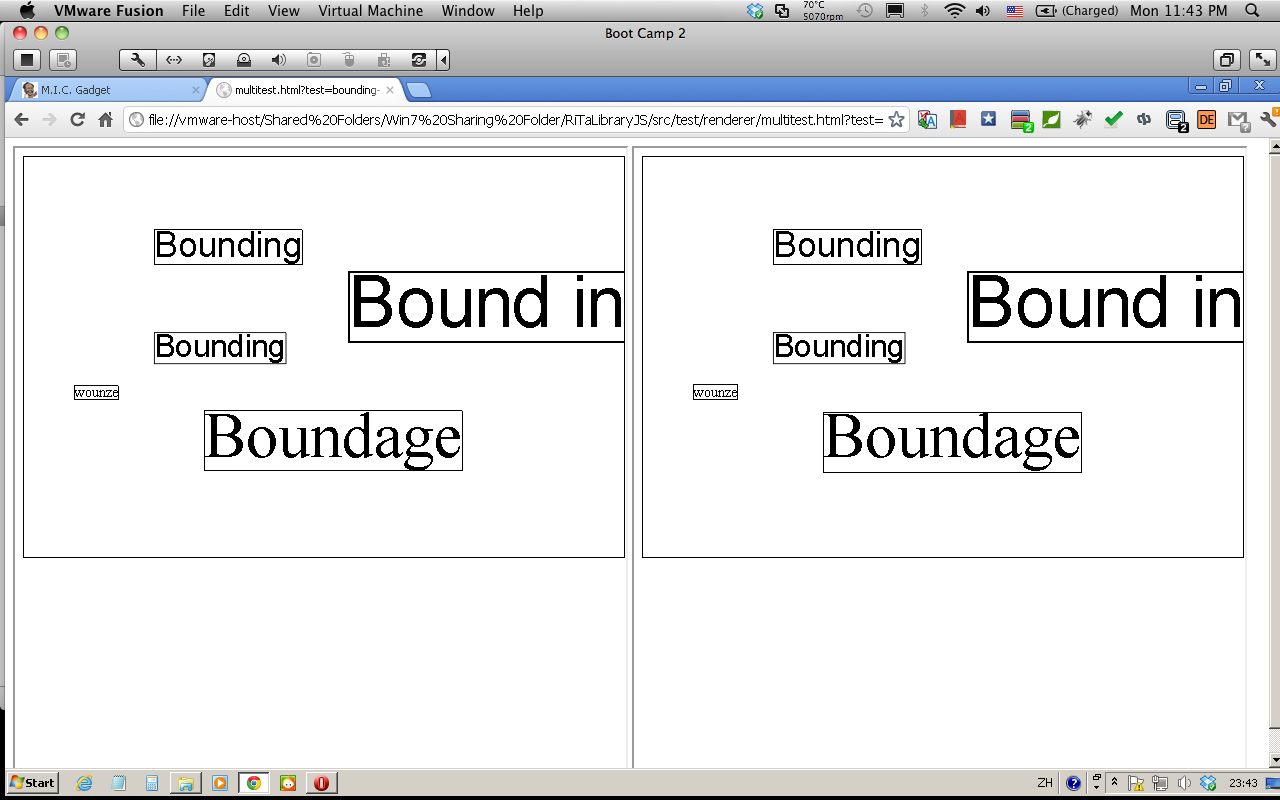 VMware Fusion File Edit View Virtual Machine Window Help 70°C 5070rpm (Charged) Mon 11:43 PM
Boot Camp 2
M.I.C. Gadget multitest.html?test=bounding-
file://vmware-host/Shared%20Folders/Win7%20Sharing%20Folder/RiTaLibraryJS/src/test/renderer/multitest.html?test= 2 2 DE ?
Bounding Bounding
Bound in Bound in
Bounding Bounding
wounze wounze
Boundage Boundage
Start ZH ? 23:43